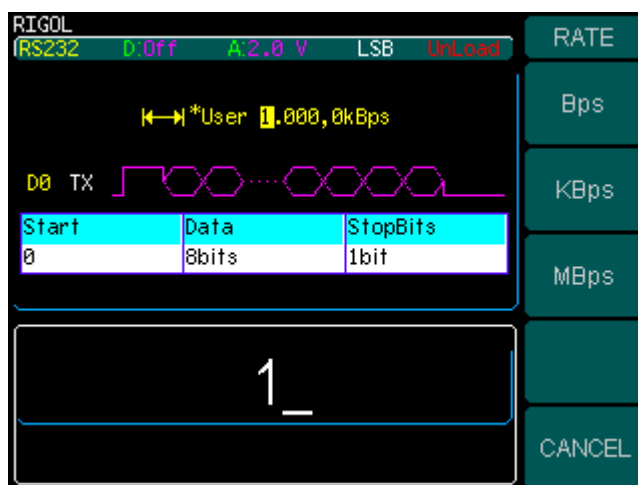 RIGOL
RS232 D:Off A:2.0 V LSB UnLoad
*User 1.000,0kBps
D0 TX
Start Data StopBits
0 8bits 1bit
1_
RATE
Bps
KBps
MBps
CANCEL